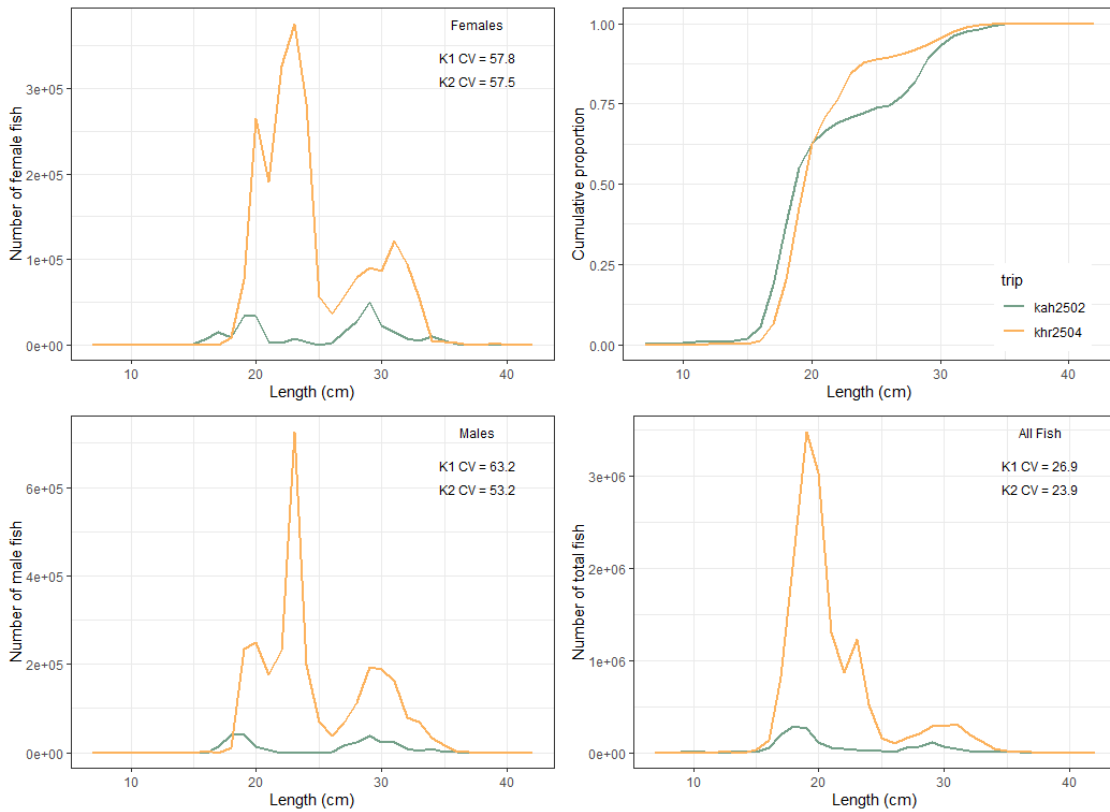 Females
K1 CV = 57.8
K2 CV = 57.5
3e+05
2e+05
1e+05
0e+00
Number of female fish
10 20 30 40
Length (cm)
1.00
0.75
0.50
0.25
0.00
Cumulative proportion
trip
kah2502
khr2504
10 20 30 40
Length (cm)
Males
K1 CV = 63.2
K2 CV = 53.2
6e+05
4e+05
2e+05
0e+00
Number of male fish
10 20 30 40
Length (cm)
All Fish
K1 CV = 26.9
K2 CV = 23.9
3e+06
2e+06
1e+06
0e+00
Number of total fish
10 20 30 40
Length (cm)